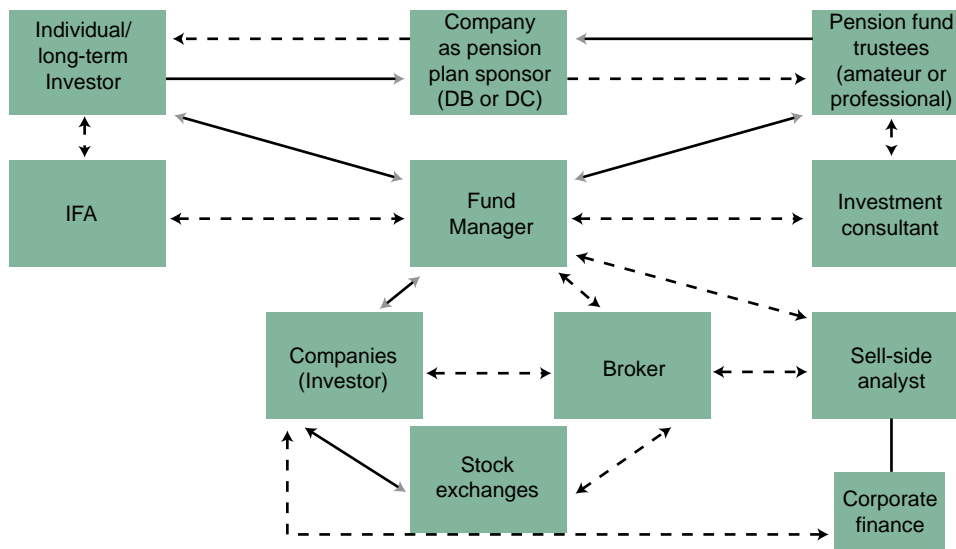 Individual/
long-term
Investor
Company
as pension
plan sponsor
(DB or DC)
Pension fund
trustees
(amateur or
professional)
IFA
Fund
Manager
Investment
consultant
Companies
(Investor)
Broker
Sell-side
analyst
Stock
exchanges
Corporate
finance